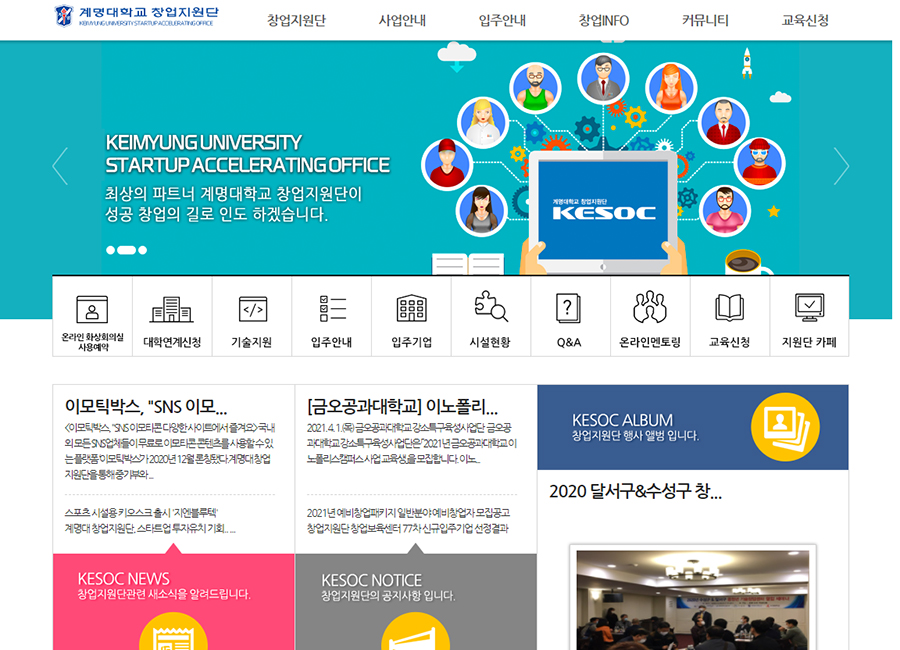 계명대학교 창업지원단
KEIMYUNG UNIVERSITY STARTUP ACCELERATING OFFICE
창업지원단 사업안내 입주안내 창업INFO 커뮤니티 교육신청
KEIMYUNG UNIVERSITY
STARTUP ACCELERATING OFFICE
최상의 파트너 계명대학교 창업지원단이
성공 창업의 길로 인도 하겠습니다.
계명대학교 창업지원단
KESOC
온라인 화상회의실
사용예약
대학연계신청
기술지원
입주안내
입주기업
시설현황
Q&A
온라인멘토링
교육신청
지원단 카페
이모틱박스, "SNS 이모...
<이모틱박스, "SNS 이모티콘 다양한 사이트에서 즐겨요> 국내
외 모든 SNS업체들이 무료로 이모티콘 콘텐츠를 사용할 수 있
는 플랫폼 '이모틱박스'가 2020년 12월 론칭됐다. 계명대 창업
지원단을 통해 중기부와...
스포츠 시설용 키오스크 출시 '지엔블루텍'
계명대 창업지원단, 스타트업 투자유치 기회... ...
KESOC NEWS
창업지원단관련 새소식을 알려드립니다.
[금오공과대학교] 이노폴리...
2021. 4. 1. (목) 금오공과대학교 강소특구육성사업단 금오공
과대학교 강소특구육성사업단은 「2021년 금오공과대학교 이
노폴리스캠퍼스 사업 교육생」을 모집합니다. 이노...
2021년 예비창업패키지 일반분야 예비창업자 모집공고
창업지원단 창업보육센터 77차 신규입주기업 선정결과
KESOC NOTICE
창업지원단의 공지사항 입니다.
KESOC ALBUM
창업지원단 행사 앨범 입니다.
2020 달서구&수성구 창...